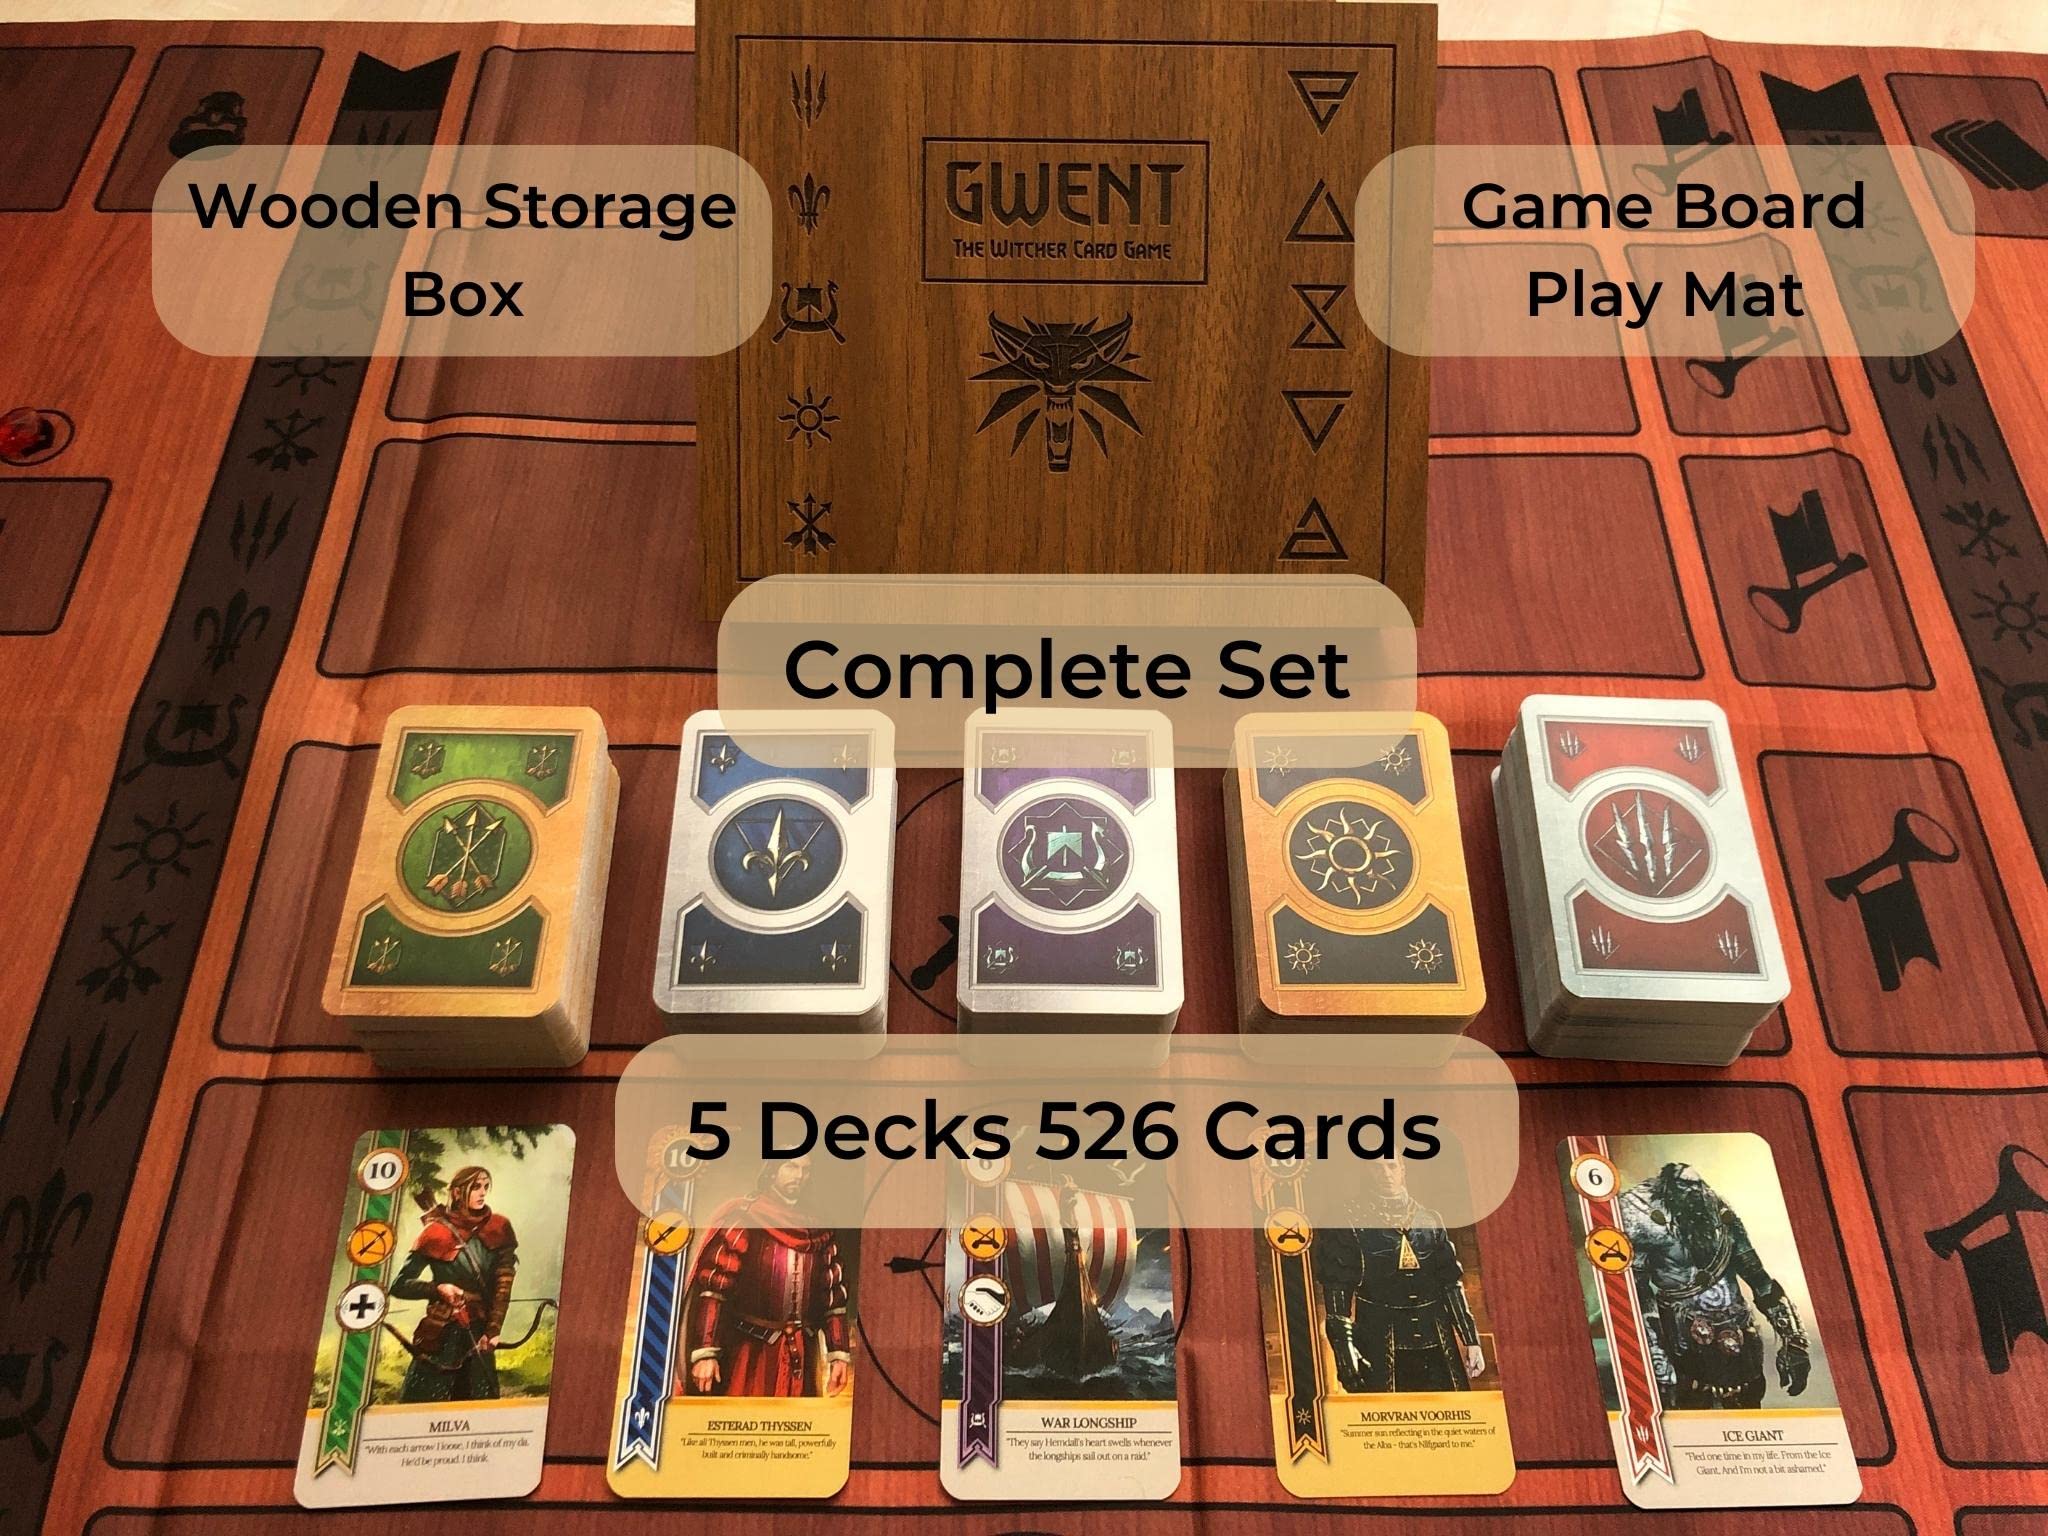 GWENT
THE WITCHER CARD GAME
Wooden Storage
Box
Game Board
Play Mat
Complete Set
5 Decks 526 Cards
10
10
6
10
6
MILVA
"With each arrow I loose, I think of my da.
He'd be proud. I think.
ESTERAD THYSSEN
"Like all Thyssen men, he was tall, powerfully
built and criminally handsome."
WAR LONGSHIP
"They say Hemdall's heart swells whenever
the longships sail out on a raid."
MORVRAN VOORHIS
"Summer sun reflecting in the quiet waters of
the Alba - that's Nilfgaard to me."
ICE GIANT
"Fled one time in my life. From the Ice
Giant. And I'm not a bit ashamed."